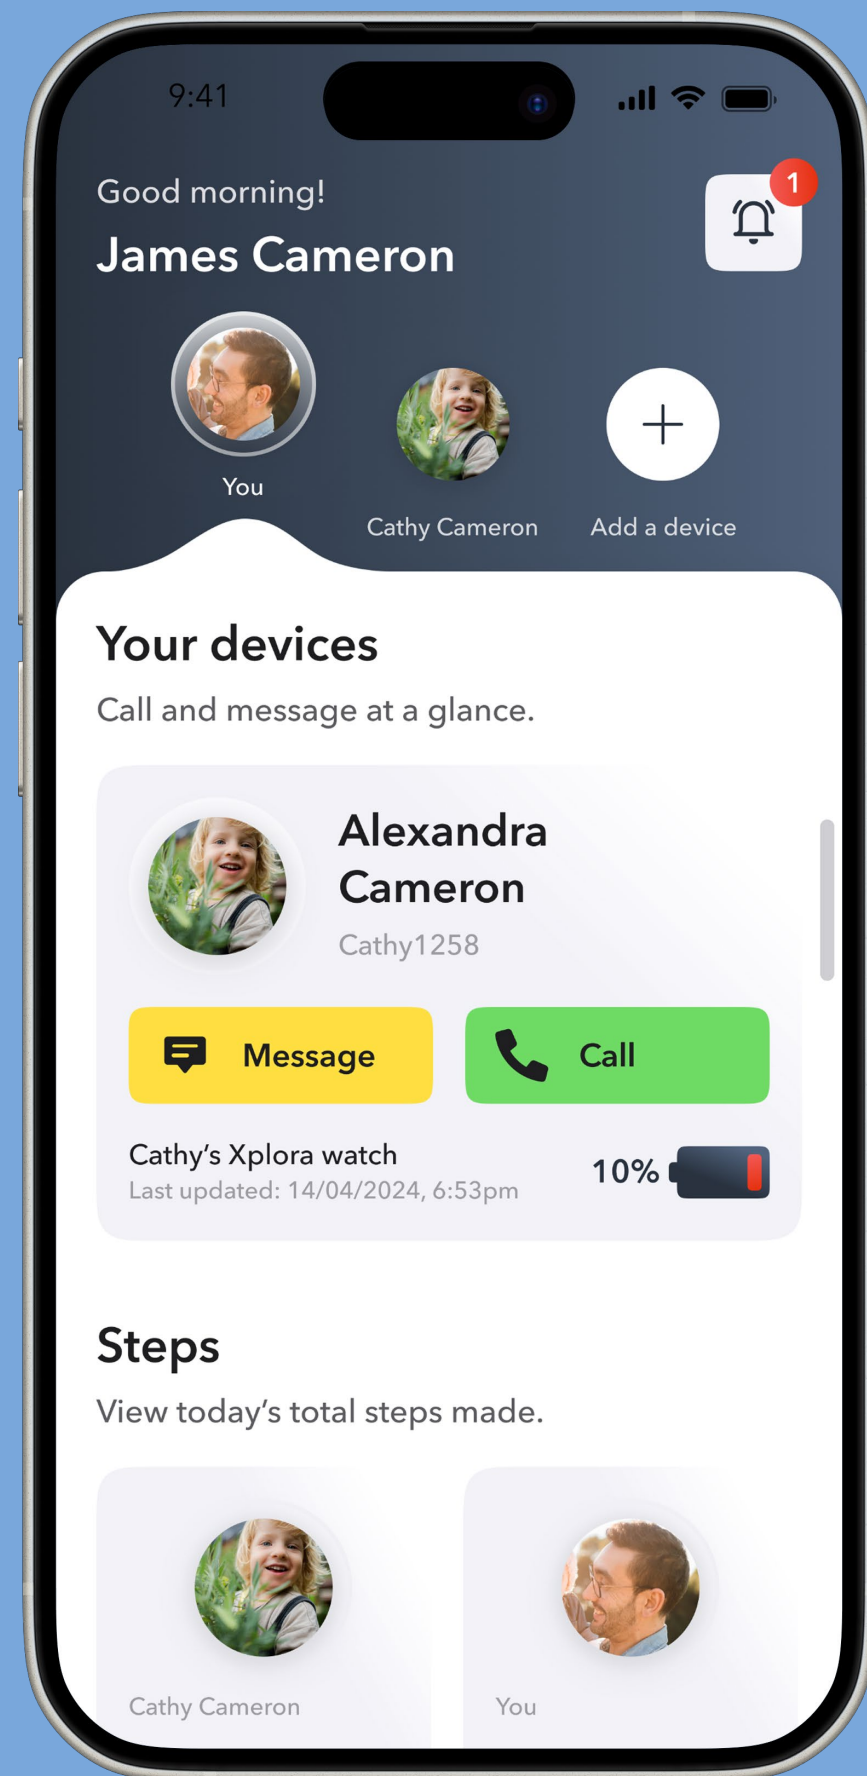 9:41
Good morning!
1
James Cameron
You
Cathy Cameron
Add a device
Your devices
Call and message at a glance.
Alexandra
Cameron
Cathy1258
Message
Call
Cathy’s Xplora watch
10%
Last updated: 14/04/2024, 6:53pm
Steps
View today’s total steps made.
Cathy Cameron
You